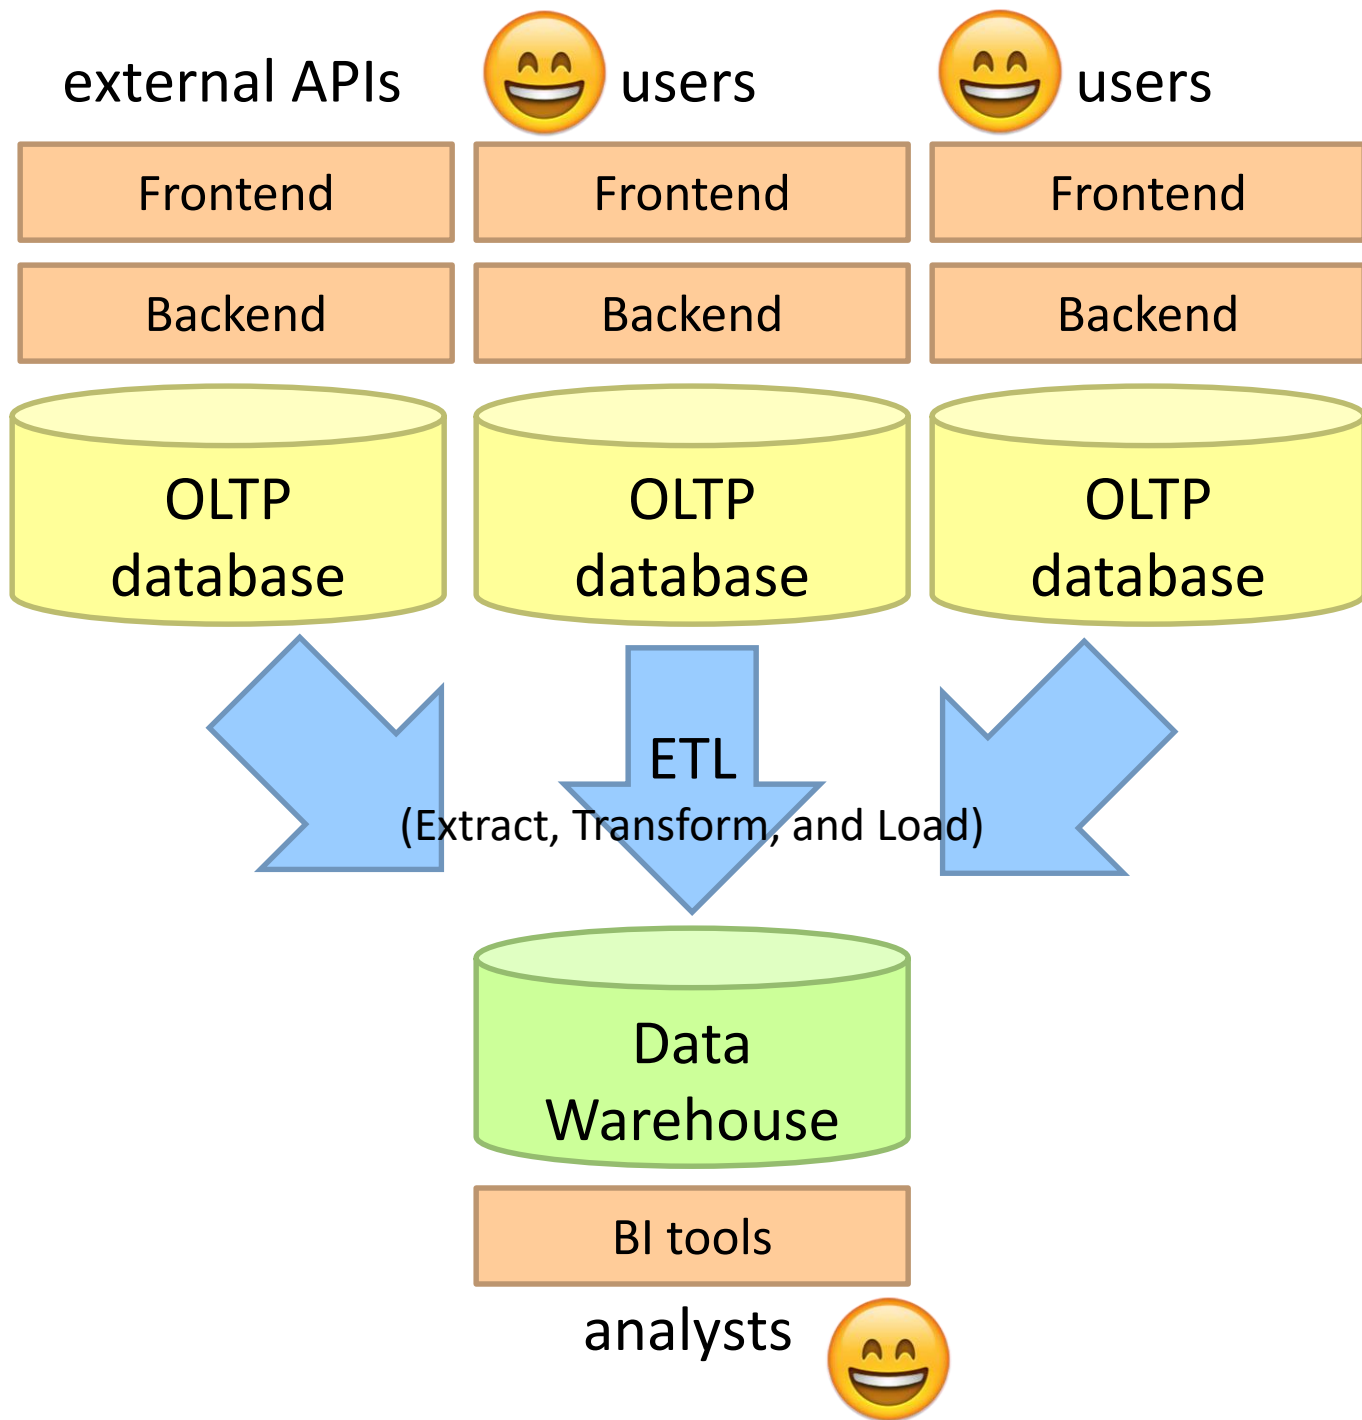 external APIs
users
users
Frontend
Frontend
Frontend
Backend
Backend
Backend
OLTP
database
OLTP
database
OLTP
database
ETL
(Extract, Transform, and Load)
Data
Warehouse
BI tools
analysts